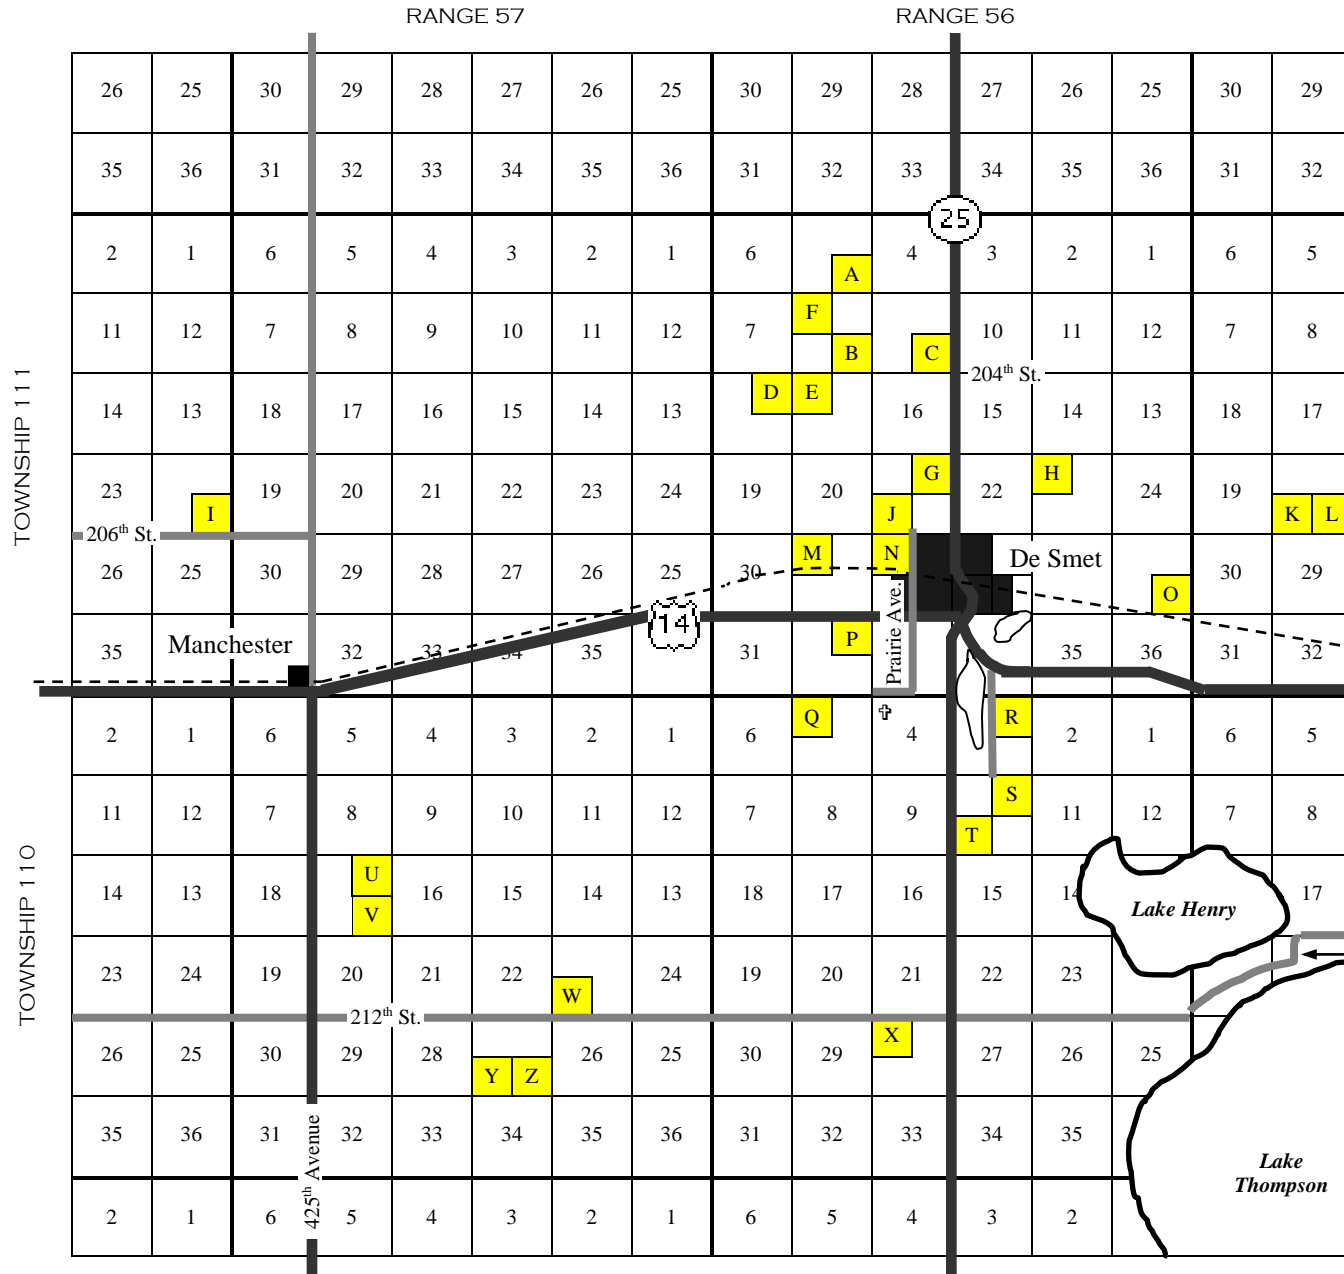 RANGE 57 RANGE 56
26 25 30 29 28 27 26 25 30 29 28 27 26 25 30 29
35 36 31 32 33 34 35 36 31 32 33 34 35 36 31 32
25
2 1 6 5 4 3 2 1 6 4 3 2 1 6 5
A
F
11 12 7 8 9 10 11 12 7 10 11 12 7 8
B C
204th St.
D E
14 13 18 17 16 15 14 13 16 15 14 13 18 17
TOWNSHIP 111
G H
23 19 20 21 22 23 24 19 20 22 24 19
I J K L
206th St.
M N De Smet
26 25 30 29 28 27 26 25 30 30 29
O
Prairie Ave.
14
P
Manchester
35 32 33 34 35 31 35 36 31 32
Q R
2 1 6 5 4 3 2 1 6 4 2 1 6 5
S
11 12 7 8 9 10 11 12 7 8 9 11 12 7 8
T
TOWNSHIP 110
U
14 13 18 16 15 14 13 18 17 16 15 14 17
Lake Henry
V
23 24 19 20 21 22 24 19 20 21 22 23
W
212th St.
X
26 25 30 29 28 26 25 30 29 27 26 25
Y Z
35 36 31 32 33 34 35 36 31 32 33 34 35
425th Avenue
Lake
Thompson
2 1 6 5 4 3 2 1 6 5 4 3 2